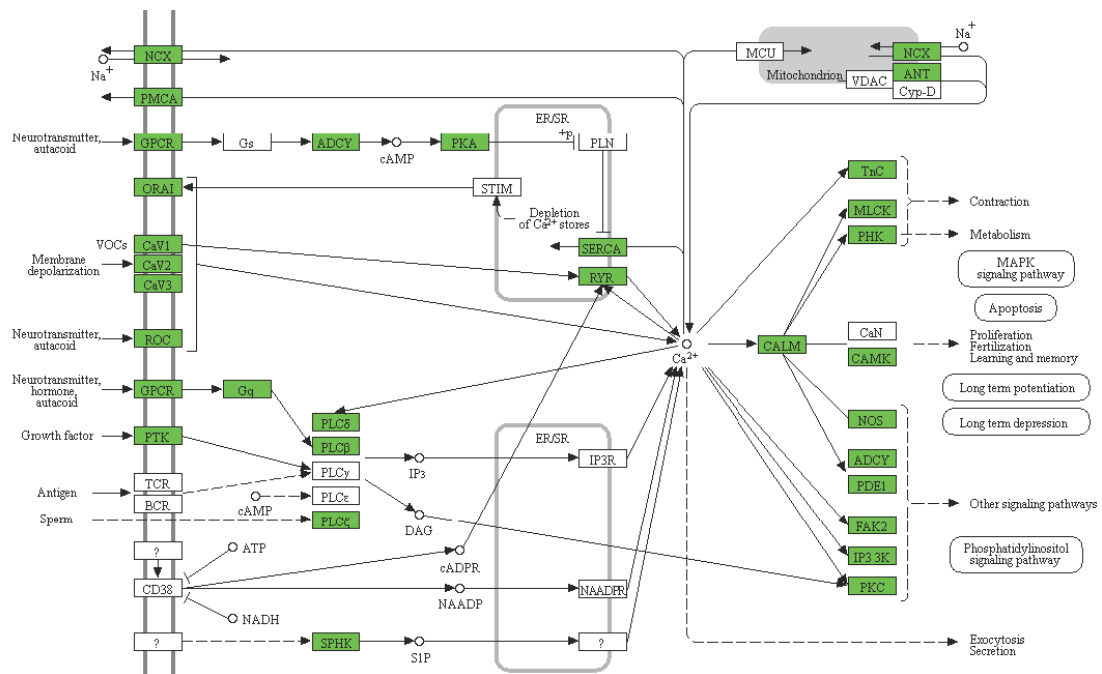 Na+
NCX
MCU
NCX
Na+
Mitochondrion
VDAC
ANT
Cyp-D
PMCA
ER/SR
Neurotransmtter,
autacoid
GPCR
Gs
ADCY
cAMP
PKA
+p
PLN
ORAI
STIM
Depletion
of Ca2+ stores
TnC
MLCK
PHK
Contraction
Metabolism
VOCs
CaV1
Membrane
depolarization
CaV2
CaV3
SERCA
RYR
MAPK
signalng pathway
Apoptosis
Neurotransmtter,
autacoid
ROC
Ca2+
CALM
CaN
CAMK
Proliferation
Fertilization
Learning and memory
Neurotransmitter,
hormone,
autacoid
GPCR
Gq
Long term potentiation
Long term depression
Growth factor
PTK
PLCδ
PLCβ
PLCγ
PLCε
PLCζ
IP3
ER/SR
IP3R
NOS
ADCY
PDE1
FAK2
IP3 3K
PKC
Other signaling pathways
Phosphatidylinositol
signaling pathway
Antigen
TCR
BCR
cAMP
Sperm
DAG
?
ATP
CD38
cADPR
NAADP
NAADPR
NADH
?
SPHK
S1P
?
Exocytosis
Secretion